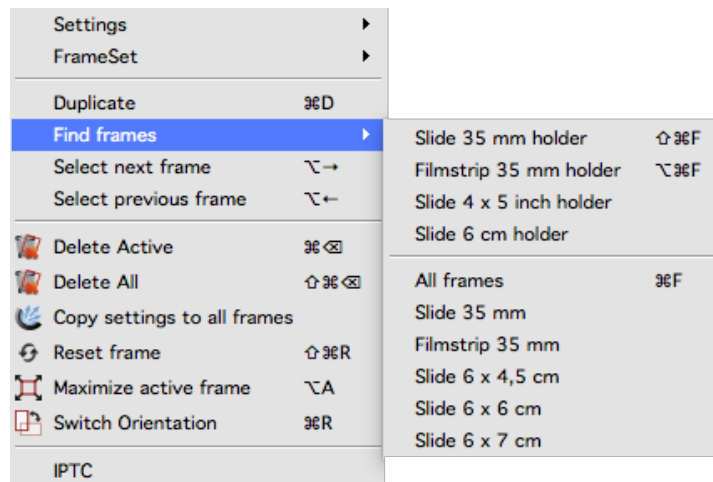 Settings
FrameSet
Duplicate ⌘D
Find frames
Select next frame ⌥→
Select previous frame ⌥←
Delete Active ⌘⌫
Delete All ⇧⌘⌫
Copy settings to all frames
Reset frame ⇧⌘R
Maximize active frame ⌥A
Switch Orientation ⌘R
IPTC
Slide 35 mm holder ⇧⌘F
Filmstrip 35 mm holder ⌥⌘F
Slide 4 x 5 inch holder
Slide 6 cm holder
All frames ⌘F
Slide 35 mm
Filmstrip 35 mm
Slide 6 x 4,5 cm
Slide 6 x 6 cm
Slide 6 x 7 cm